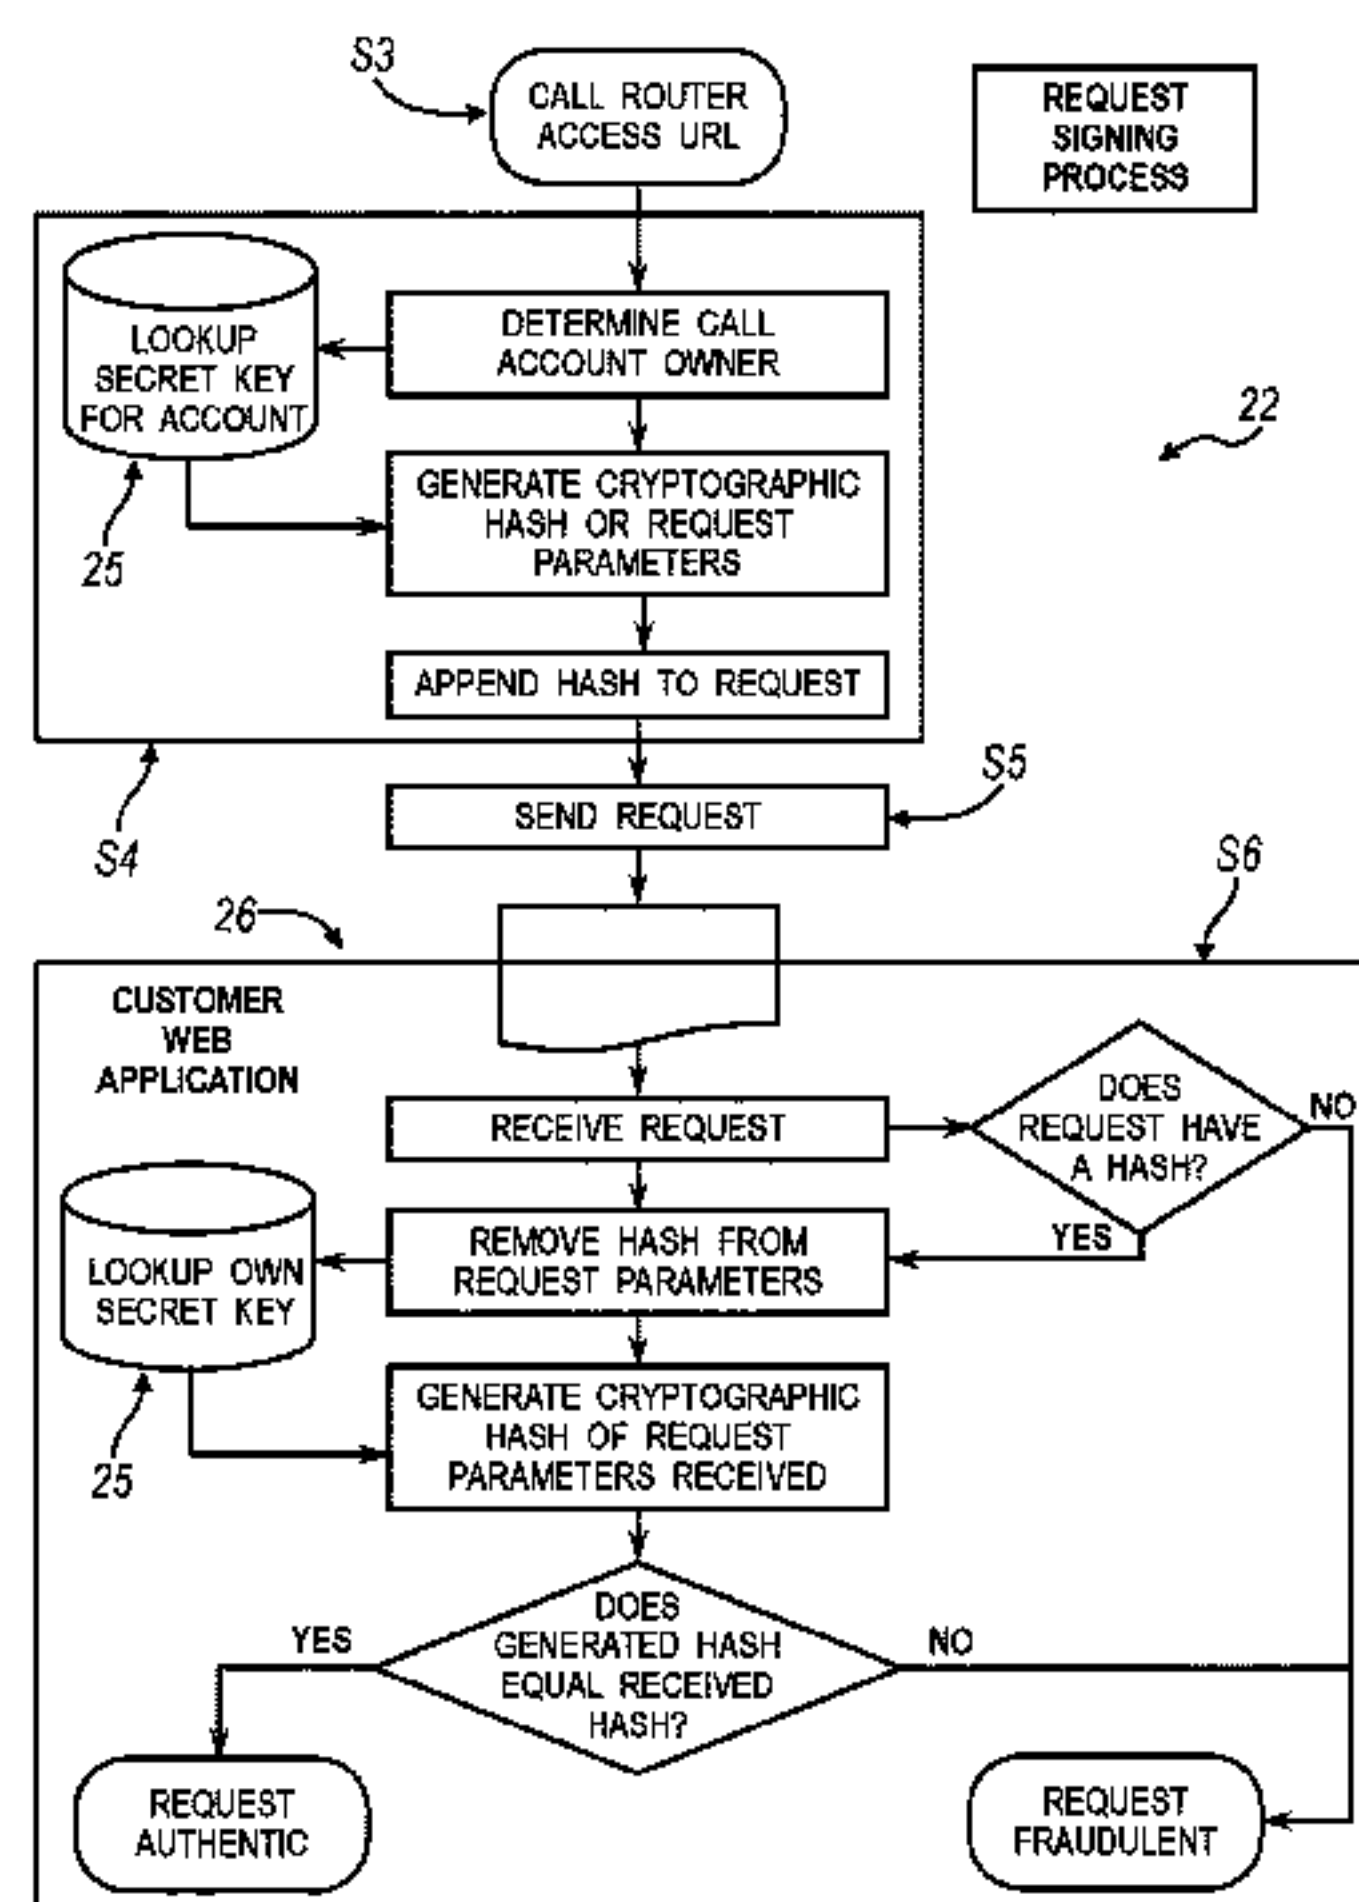 S3
CALL ROUTER
ACCESS URL
REQUEST
SIGNING
PROCESS
LOOKUP
SECRET KEY
FOR ACCOUNT
DETERMINE CALL
ACCOUNT OWNER
22
GENERATE CRYPTOGRAPHIC
HASH OR REQUEST
PARAMETERS
25
APPEND HASH TO REQUEST
S4
SEND REQUEST
S5
26
S6
CUSTOMER
WEB
APPLICATION
RECEIVE REQUEST
DOES
REQUEST HAVE
A HASH?
NO
YES
LOOKUP OWN
SECRET KEY
REMOVE HASH FROM
REQUEST PARAMETERS
25
GENERATE CRYPTOGRAPHIC
HASH OF REQUEST
PARAMETERS RECEIVED
YES
DOES
GENERATED HASH
EQUAL RECEIVED
HASH?
NO
REQUEST
AUTHENTIC
REQUEST
FRAUDULENT